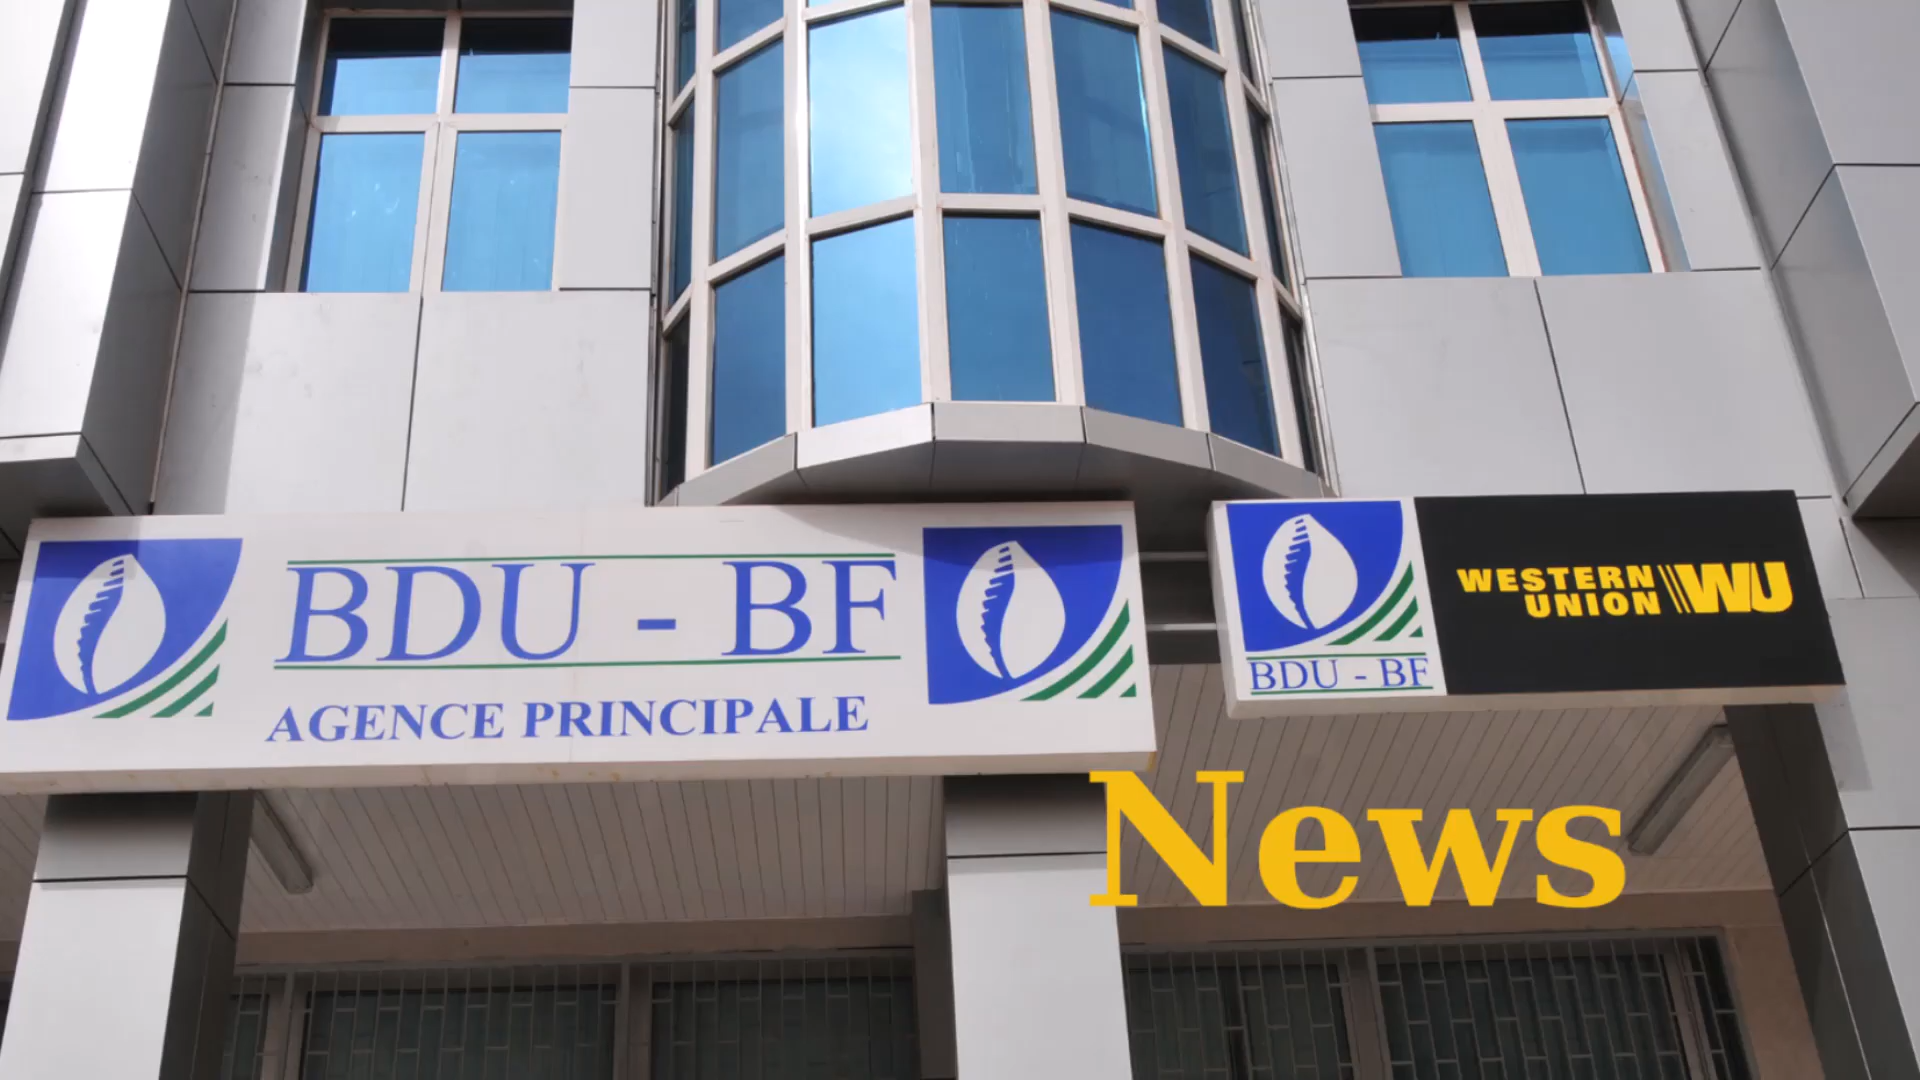 BDU - BF
AGENCE PRINCIPALE
BDU - BF
WESTERN
UNION
WU
News